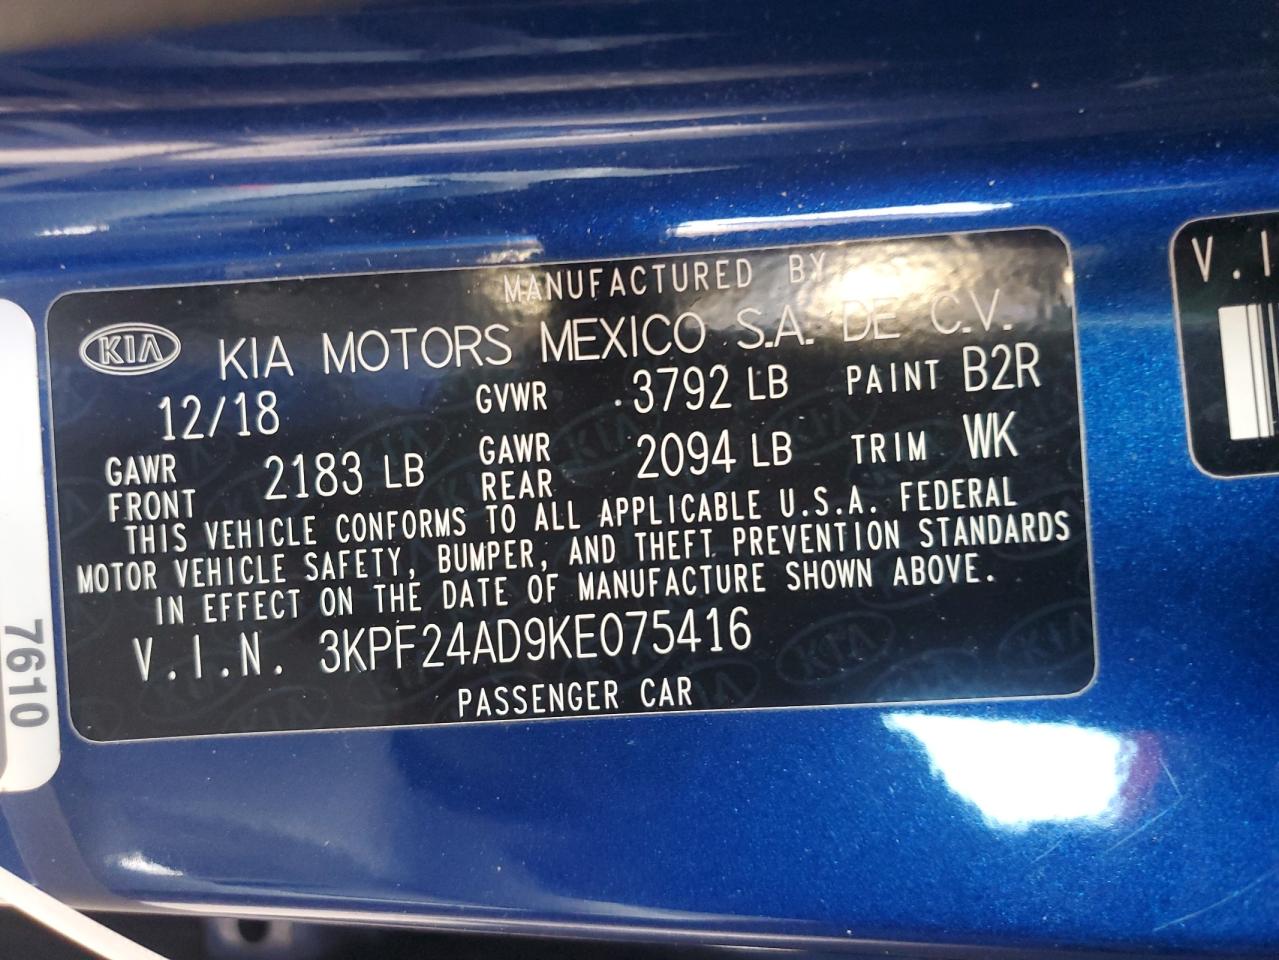 MANUFACTURED BY
KIA KIA MOTORS MEXICO S.A. DE C.V.
12/18 GVWR 3792 LB PAINT B2R
GAWR FRONT 2183 LB GAWR REAR 2094 LB TRIM WK
THIS VEHICLE CONFORMS TO ALL APPLICABLE U.S.A. FEDERAL
MOTOR VEHICLE SAFETY, BUMPER, AND THEFT PREVENTION STANDARDS
IN EFFECT ON THE DATE OF MANUFACTURE SHOWN ABOVE.
V.I.N. 3KPF24AD9KE075416
PASSENGER CAR
7610
V.I